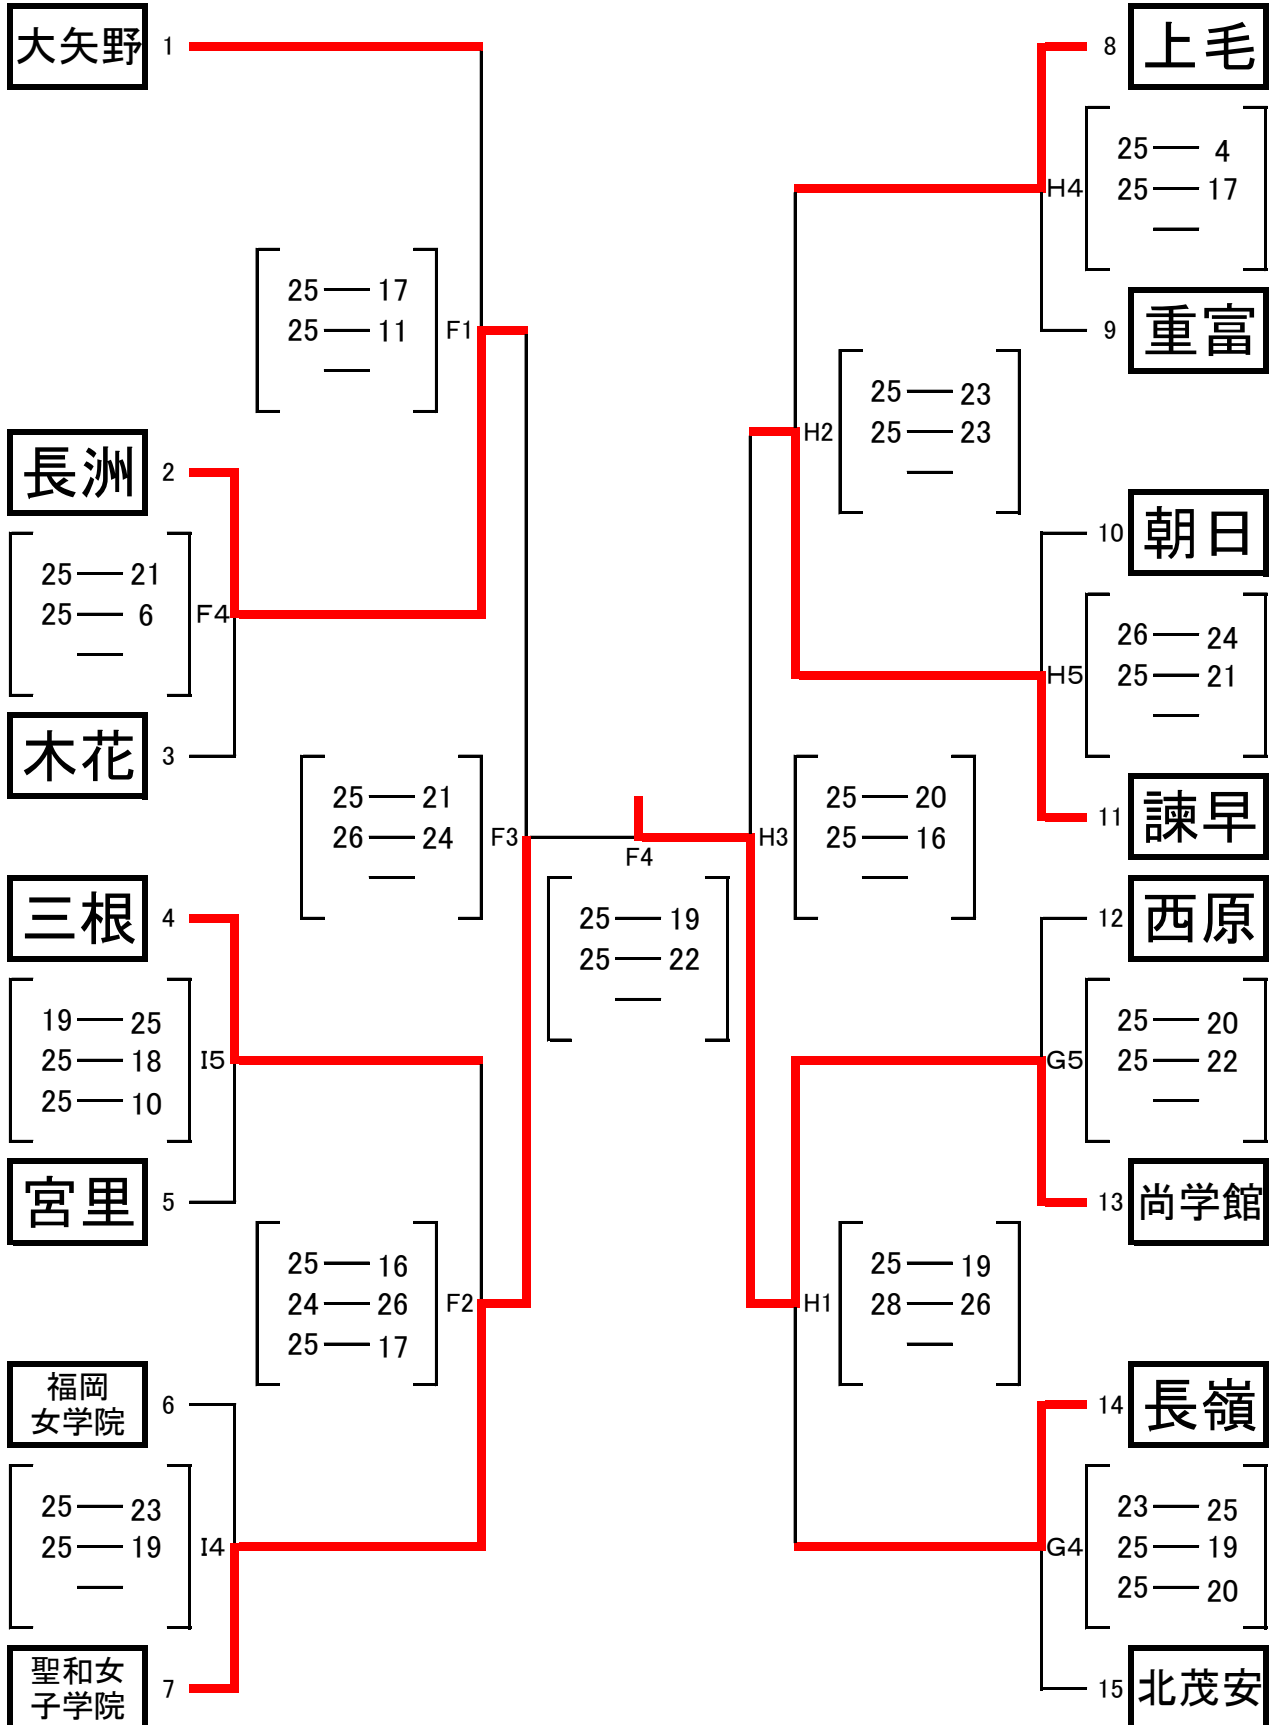 大矢野 1
25 — 17
25 — 11
—
F1
長洲 2
25 — 21
25 — 6
—
F4
木花 3
25 — 21
26 — 24
—
F3
三根 4
19 — 25
25 — 18
25 — 10
I5
宮里 5
25 — 16
24 — 26
25 — 17
F2
福岡
女学院
6
25 — 23
25 — 19
—
I4
聖和女
子学院
7
F4
25 — 19
25 — 22
—
8 上毛
H4
25 — 4
25 — 17
—
9 重富
H2
25 — 23
25 — 23
—
10 朝日
H5
26 — 24
25 — 21
—
11 諫早
H3
25 — 20
25 — 16
—
12 西原
G5
25 — 20
25 — 22
—
13 尚学館
H1
25 — 19
28 — 26
—
14 長嶺
G4
23 — 25
25 — 19
25 — 20
15 北茂安